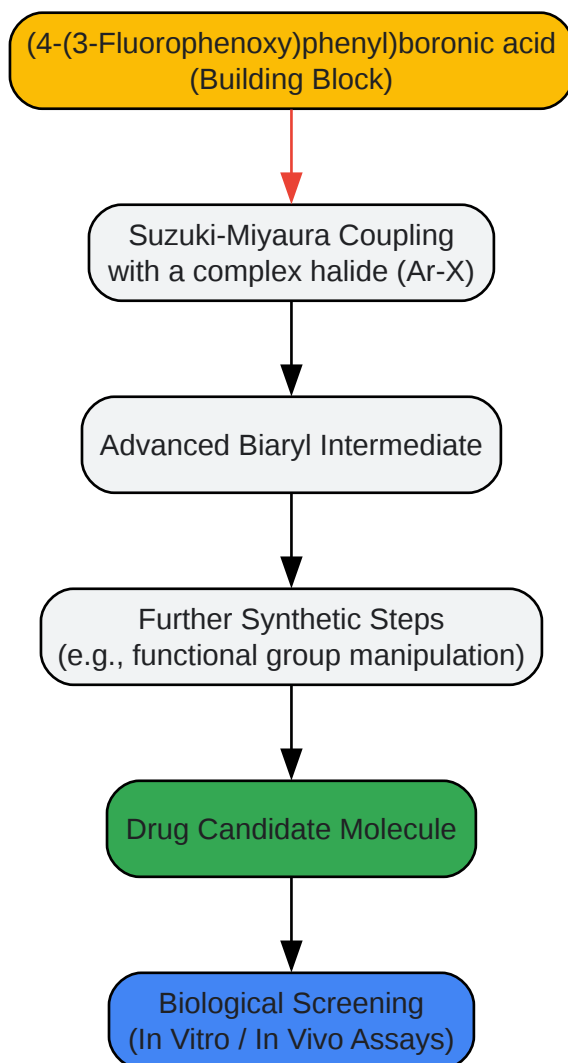 (4-(3-Fluorophenoxy)phenyl)boronic acid
(Building Block)
Suzuki-Miyaura Coupling
with a complex halide (Ar-X)
Advanced Biaryl Intermediate
Further Synthetic Steps
(e.g., functional group manipulation)
Drug Candidate Molecule
Biological Screening
(In Vitro / In Vivo Assays)